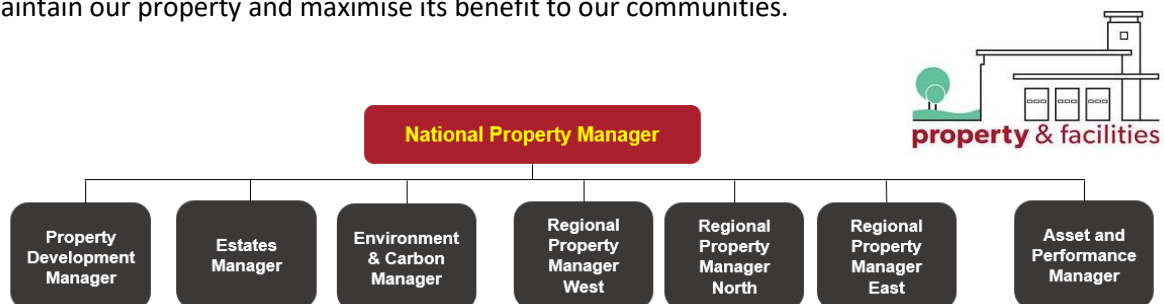 aintain our property and maximise its benefit to our communities.
property & facilities
National Property Manager
Property
Development
Manager
Estates
Manager
Environment
& Carbon
Manager
Regional
Property
Manager
West
Regional
Property
Manager
North
Regional
Property
Manager
East
Asset and
Performance
Manager